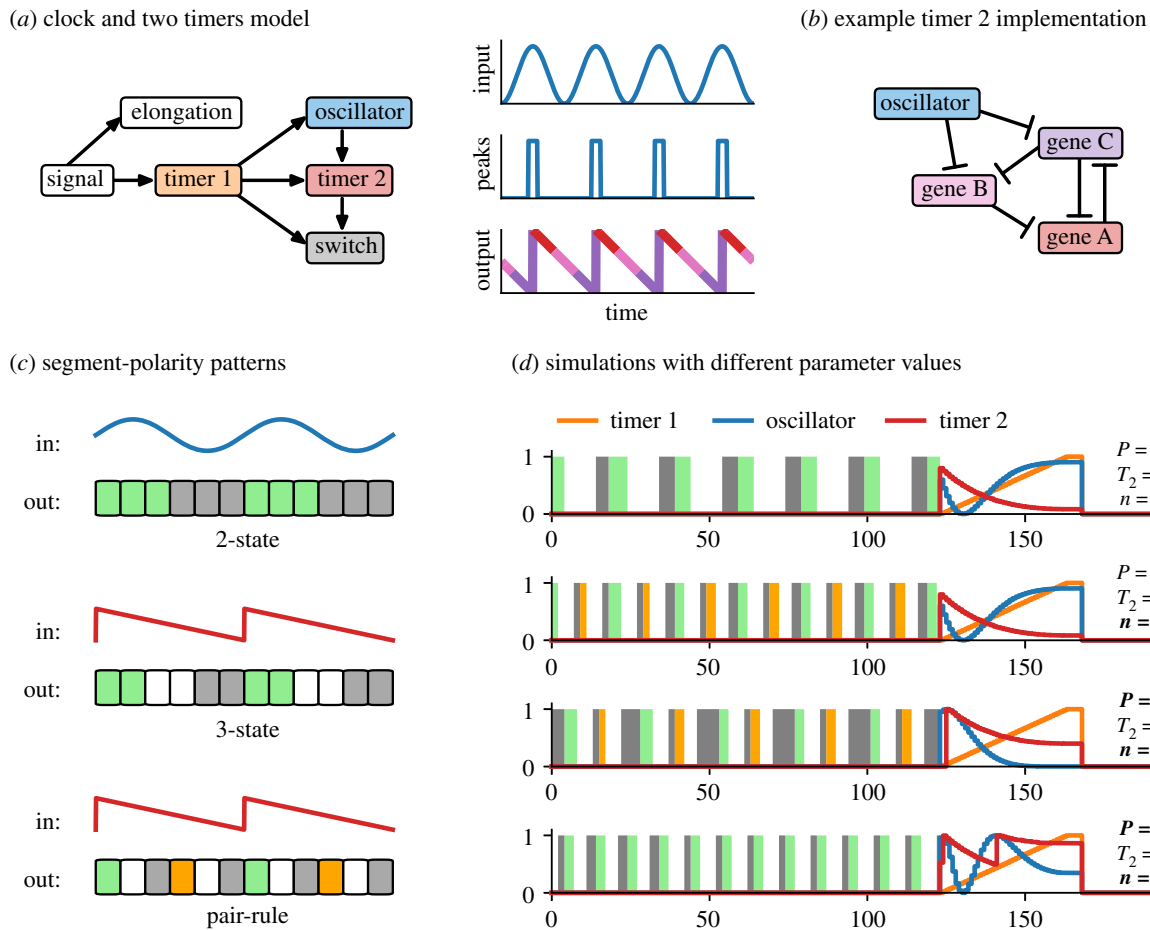 (a) clock and two timers model
elongation
oscillator
signal
timer 1
timer 2
switch
input
peaks
output
time
(b) example timer 2 implementation
oscillator
gene C
gene B
gene A
(c) segment-polarity patterns
in:
out:
2-state
in:
out:
3-state
in:
out:
pair-rule
(d) simulations with different parameter values
timer 1 oscillator timer 2
1
0
0 50 100 150
P =
T2 =
n =
1
0
0 50 100 150
P =
T2 =
n =
1
0
0 50 100 150
P =
T2 =
n =
1
0
0 50 100 150
P =
T2 =
n =